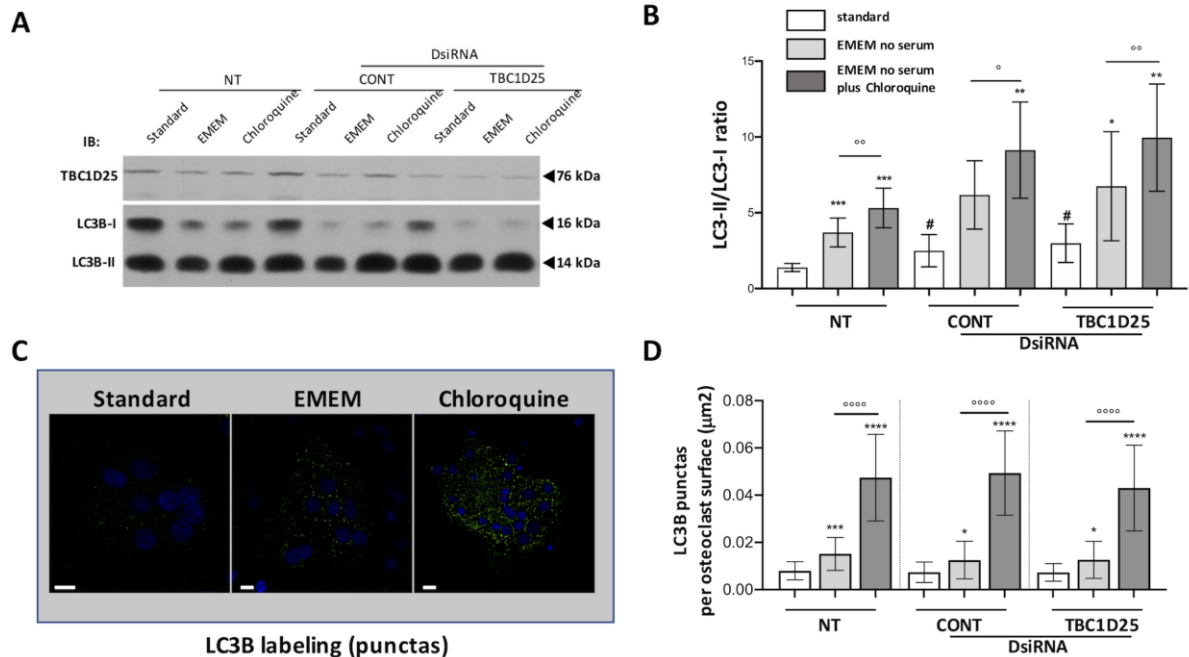 A
DsiRNA
NT
CONT
TBC1D25
Standard
EMEM
Chloroquine
Standard
EMEM
Chloroquine
Standard
EMEM
Chloroquine
IB:
TBC1D25
76 kDa
LC3B-I
16 kDa
LC3B-II
14 kDa
B
standard
EMEM no serum
EMEM no serum
plus Chloroquine
LC3-II/LC3-I ratio
15
10
5
0
***
°°
***
#
°
**
#
*
°°
**
NT
CONT
TBC1D25
DsiRNA
C
Standard
EMEM
Chloroquine
LC3B labeling (punctas)
D
LC3B punctas
per osteoclast surface (μm2)
0.08
0.06
0.04
0.02
0.00
***
°°°°
****
*
°°°°
****
*
°°°°
****
NT
CONT
TBC1D25
DsiRNA